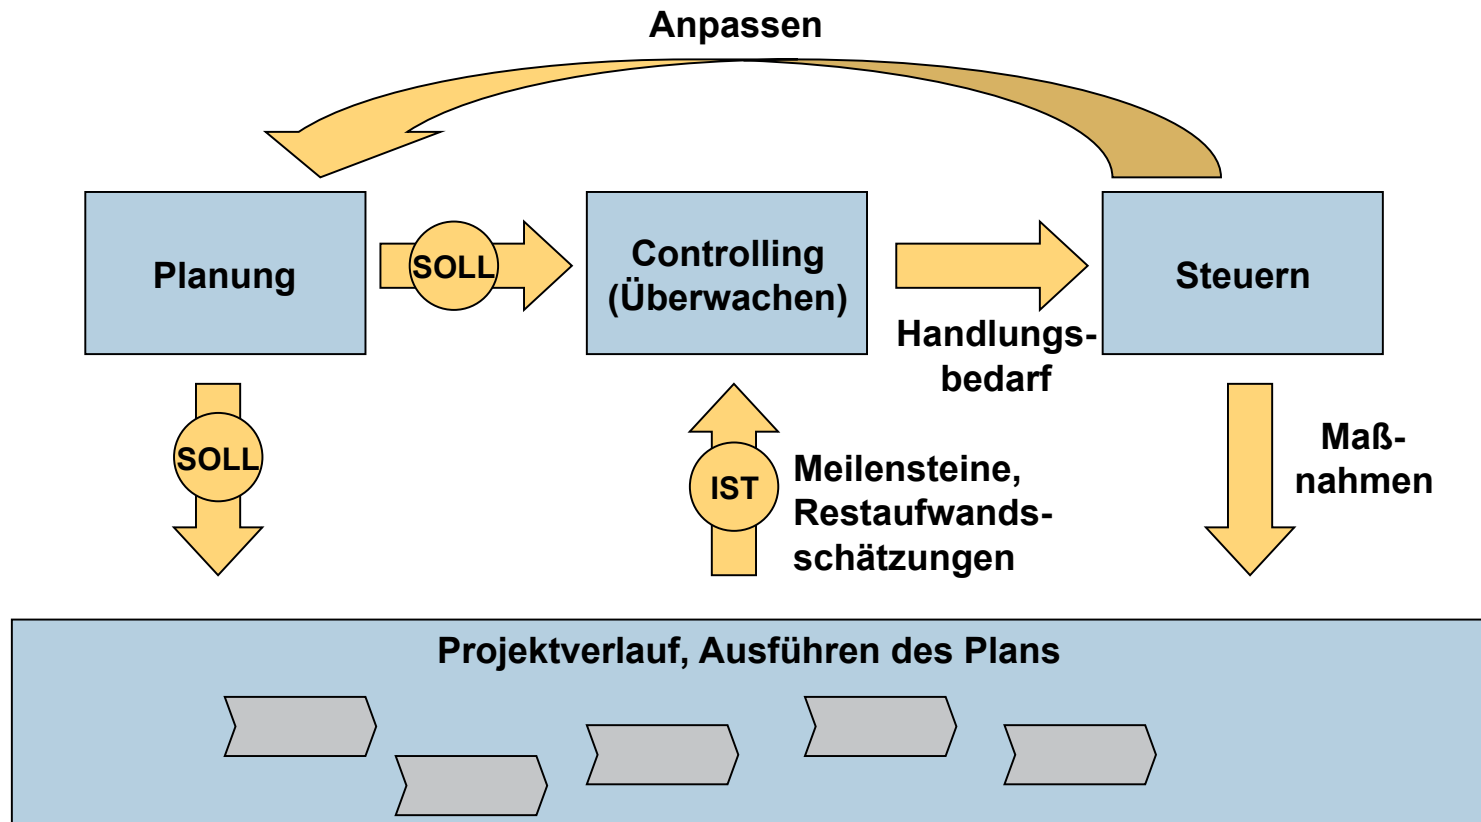 Anpassen
Planung
SOLL
Controlling
(Überwachen)
Handlungs-
bedarf
Steuern
SOLL
IST
Meilensteine,
Restaufwands-
schätzungen
Maß-
nahmen
Projektverlauf, Ausführen des Plans